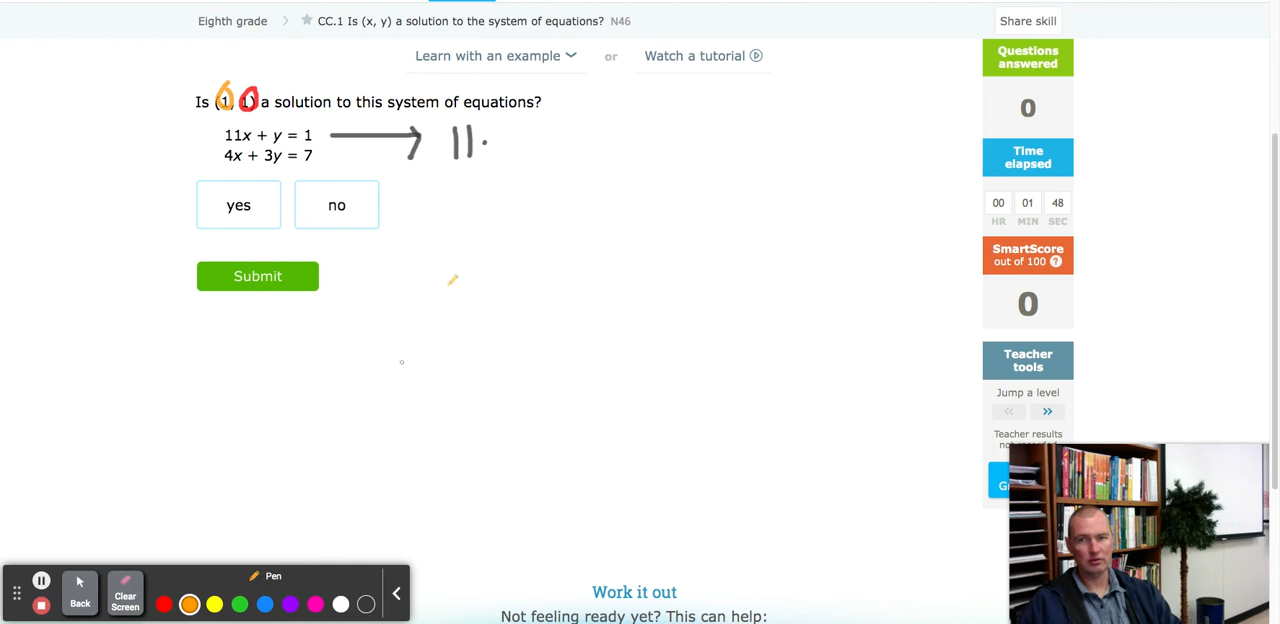 Eighth grade > CC.1 Is (x, y) a solution to the system of equations? N46
Share skill
Learn with an example or Watch a tutorial
Questions answered
0
Time elapsed
00 01 48
HR MIN SEC
SmartScore
out of 100 ?
0
Teacher tools
Jump a level
<< >>
Teacher results
Is (1, 1) a solution to this system of equations?
11x + y = 1 → 11·
4x + 3y = 7
yes no
Submit
Work it out
Not feeling ready yet? This can help:
Pen
Back
Clear Screen